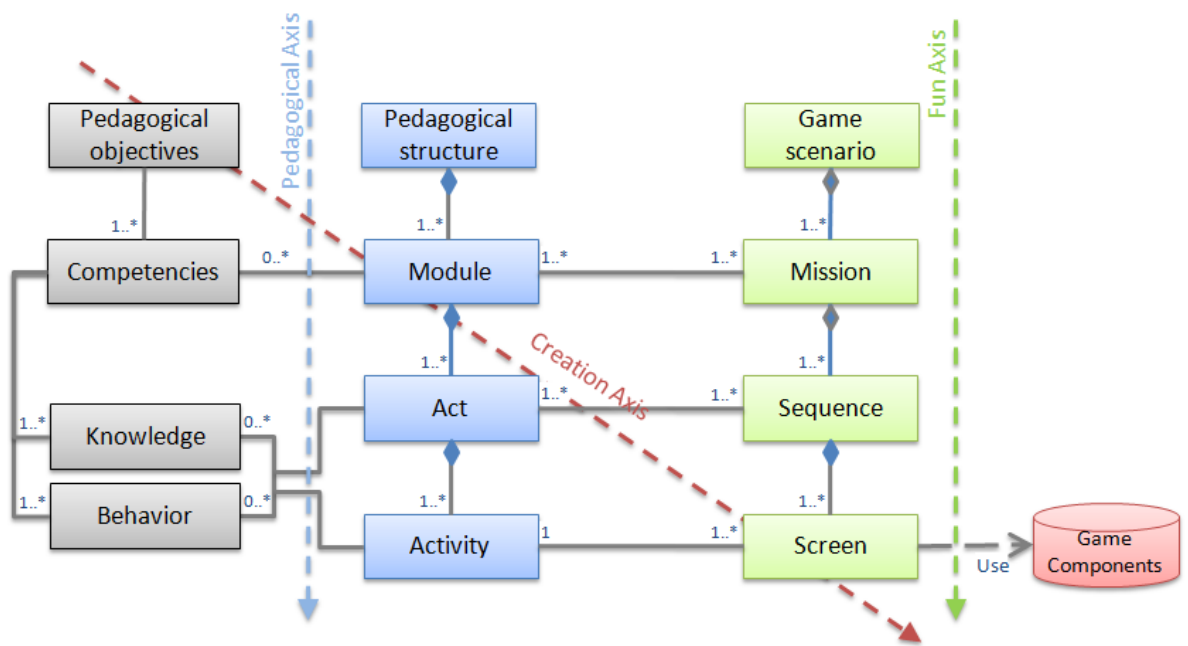 Pedagogical Axis
Fun Axis
Pedagogical
objectives
Pedagogical
structure
Game
scenario
1..*
1..*
1..*
Competencies
0..*
Module
1..*
1..*
Mission
Creation Axis
1..*
1..*
Act
1..*
1..*
Sequence
1..*
Knowledge
0..*
1..*
Behavior
0..*
1..*
1..*
Activity
1
1..*
Screen
Use
Game
Components